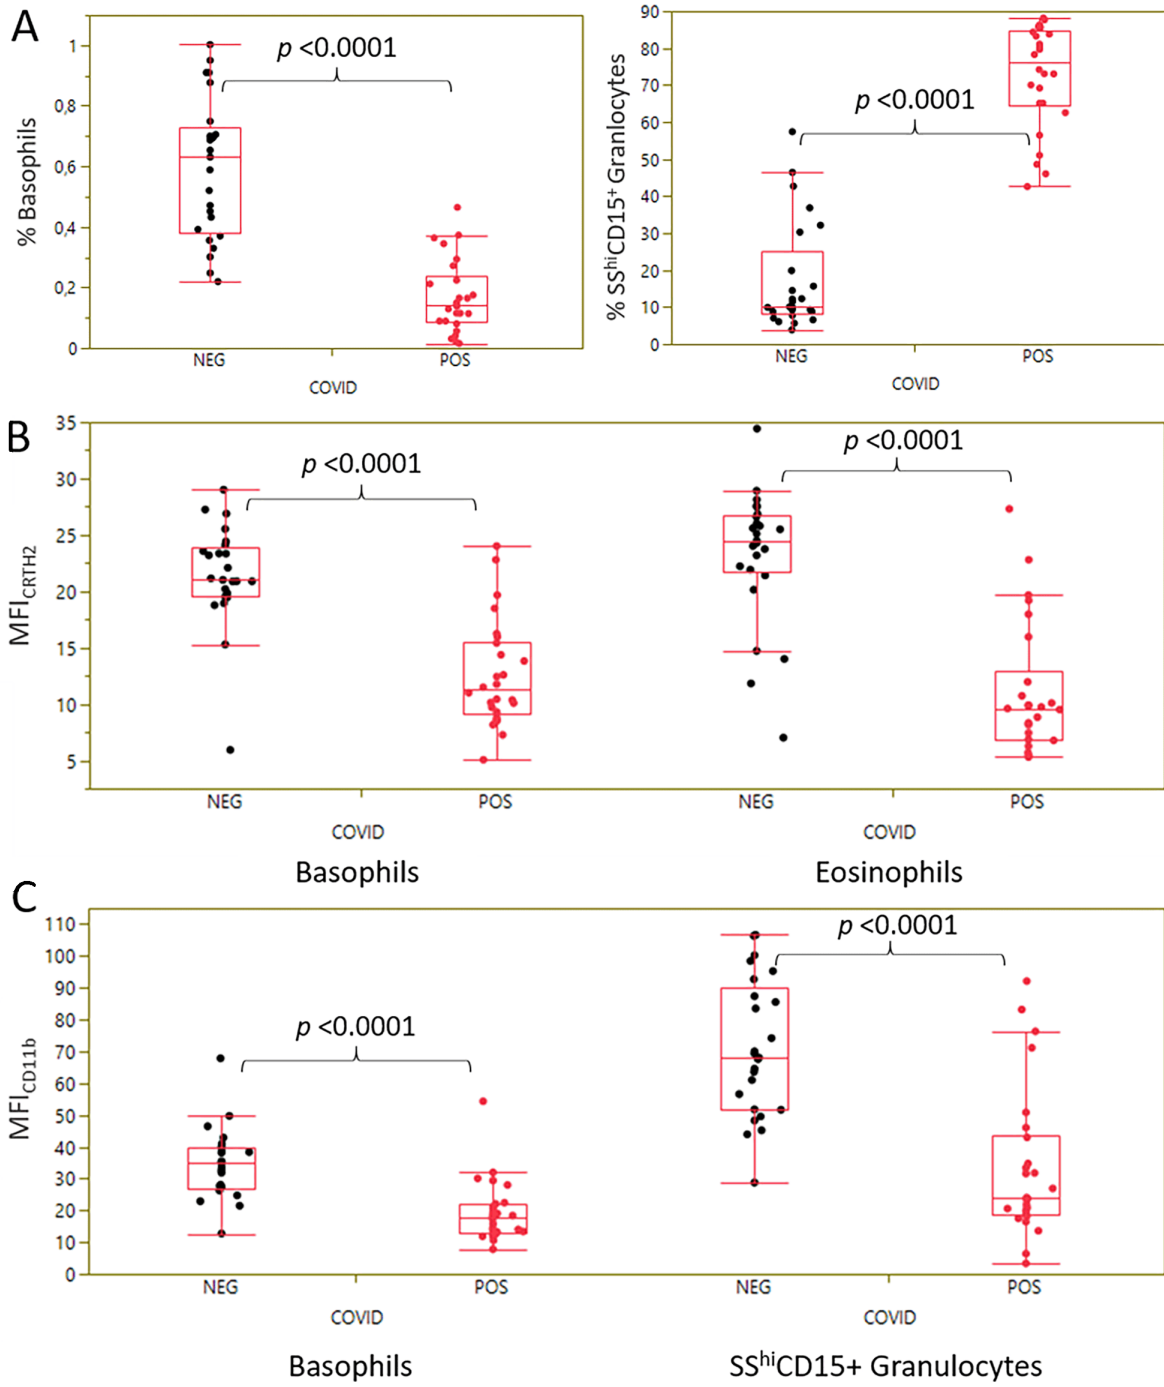 A
% Basophils
1
0,8
0,6
0,4
0,2
0
p <0.0001
NEG
POS
COVID
% SShiCD15+ Granlocytes
90
80
70
60
50
40
30
20
10
0
p <0.0001
NEG
POS
COVID
B
MFICRTH2
35
30
25
20
15
10
5
p <0.0001
p <0.0001
NEG
POS
NEG
POS
COVID
COVID
Basophils
Eosinophils
C
MFICD11b
110
100
90
80
70
60
50
40
30
20
10
0
p <0.0001
p <0.0001
NEG
POS
NEG
POS
COVID
COVID
Basophils
SShiCD15+ Granulocytes